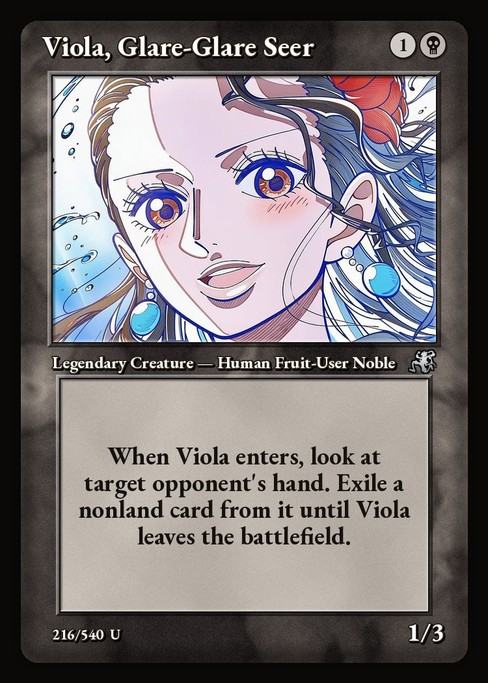 Viola, Glare-Glare Seer 1
Legendary Creature — Human Fruit-User Noble
When Viola enters, look at
target opponent's hand. Exile a
nonland card from it until Viola
leaves the battlefield.
216/540 U 1/3